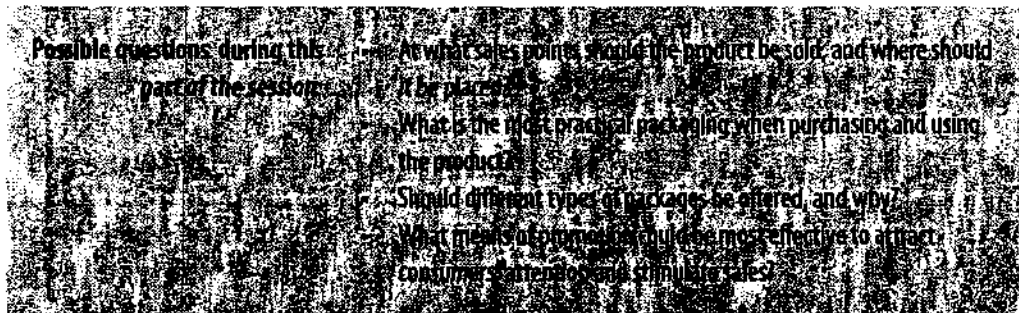 Possible questions during this
part of the session
At what sales points should the product be sold, and where should
it be placed?
What is the most practical packaging when purchasing and using
the product?
Should different types of packages be offered, and why?
What means of promotion could be most effective to attract
consumers' attention and stimulate sales?